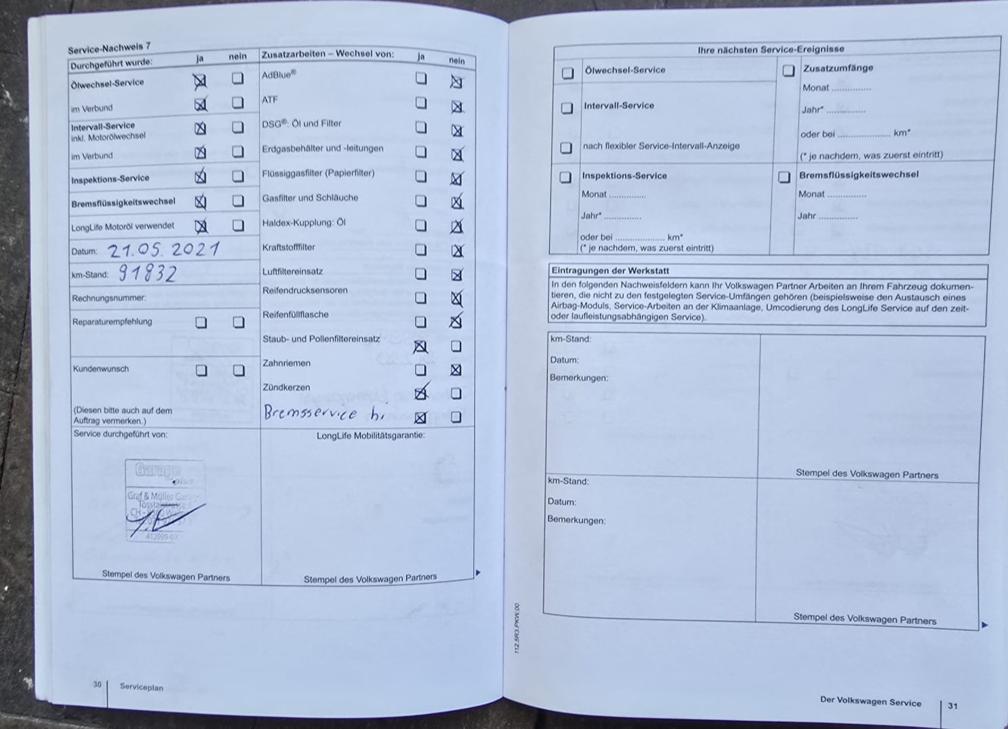 Service-Nachweis 7
Durchgeführt wurde: ja nein
Ölwechsel-Service
im Verbund
Intervall-Service
inkl. Motorölwechsel
im Verbund
Inspektions-Service
Bremsflüssigkeitswechsel
LongLife Motoröl verwendet
Datum: 21.05.2021
km-Stand: 91832
Rechnungsnummer:
Reparaturempfehlung
Kundenwunsch
(Diesen bitte auch auf dem
Auftrag vermerken.)
Zusatzarbeiten – Wechsel von: ja nein
AdBlue®
ATF
DSG®: Öl und Filter
Erdgasbehälter und -leitungen
Flüssiggasfilter (Papierfilter)
Gasfilter und Schläuche
Haldex-Kupplung: Öl
Kraftstofffilter
Luftfiltereinsatz
Reifendrucksensoren
Reifenfüllflasche
Staub- und Pollenfiltereinsatz
Zahnriemen
Zündkerzen
Bremsservice hi.
Service durchgeführt von:
Garage
Graf & Müller
Stempel des Volkswagen Partners
LongLife Mobilitätsgarantie:
Stempel des Volkswagen Partners
30 Serviceplan
Ihre nächsten Service-Ereignisse
Ölwechsel-Service
Intervall-Service
nach flexibler Service-Intervall-Anzeige
Zusatzumfänge
Monat ..............
Jahr* ..............
oder bei .................. km*
(* je nachdem, was zuerst eintritt)
Inspektions-Service
Monat ..............
Jahr* ..............
oder bei .................. km*
(* je nachdem, was zuerst eintritt)
Bremsflüssigkeitswechsel
Monat ..............
Jahr ..............
Eintragungen der Werkstatt
In den folgenden Nachweisfeldern kann Ihr Volkswagen Partner Arbeiten an Ihrem Fahrzeug dokumen-
tieren, die nicht zu den festgelegten Service-Umfängen gehören (beispielsweise den Austausch eines
Airbag-Moduls, Service-Arbeiten an der Klimaanlage, Umcodierung des LongLife Service auf den zeit-
oder laufleistungsabhängigen Service).
km-Stand:
Datum:
Bemerkungen:
Stempel des Volkswagen Partners
km-Stand:
Datum:
Bemerkungen:
Stempel des Volkswagen Partners
112.5R3.PKW.00
Der Volkswagen Service 31